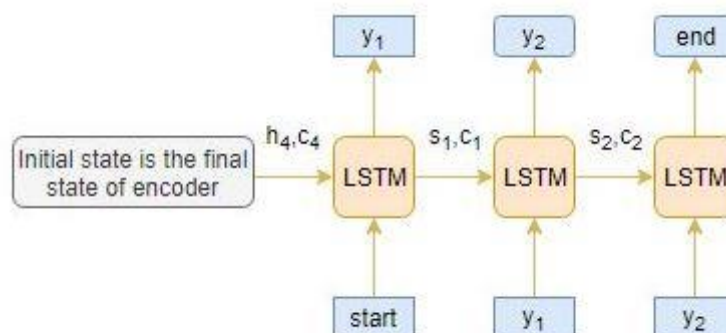 y₁ y₂ end
h₄,c₄ s₁,c₁ s₂,c₂
Initial state is the final
state of encoder
LSTM LSTM LSTM
start y₁ y₂